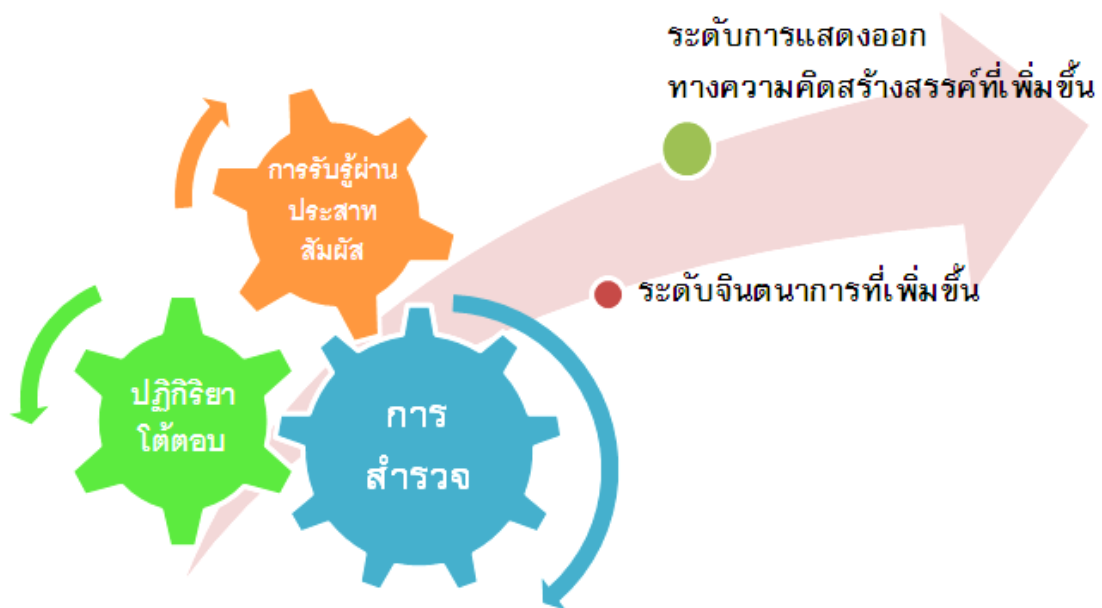 ระดับการแสดงออก
ทางความคิดสร้างสรรค์ที่เพิ่มขึ้น
การรับรู้ผ่าน
ประสาท
สัมผัส
ระดับจินตนาการที่เพิ่มขึ้น
ปฏิกิริยา
โต้ตอบ
การ
สำรวจ